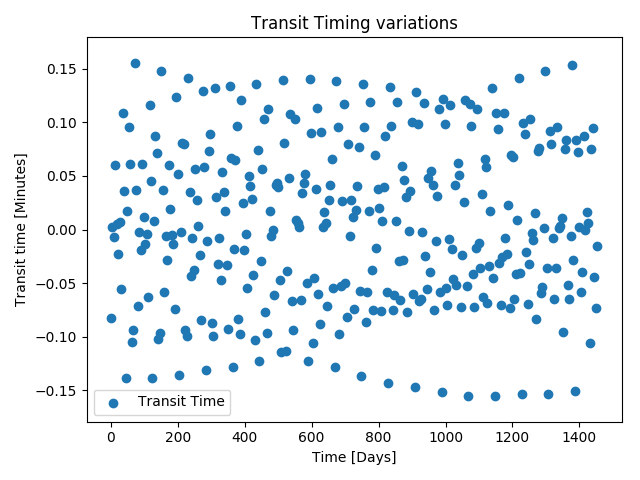 Transit Timing variations
Transit time [Minutes]
0.15
0.10
0.05
0.00
−0.05
−0.10
−0.15
Transit Time
0 200 400 600 800 1000 1200 1400
Time [Days]